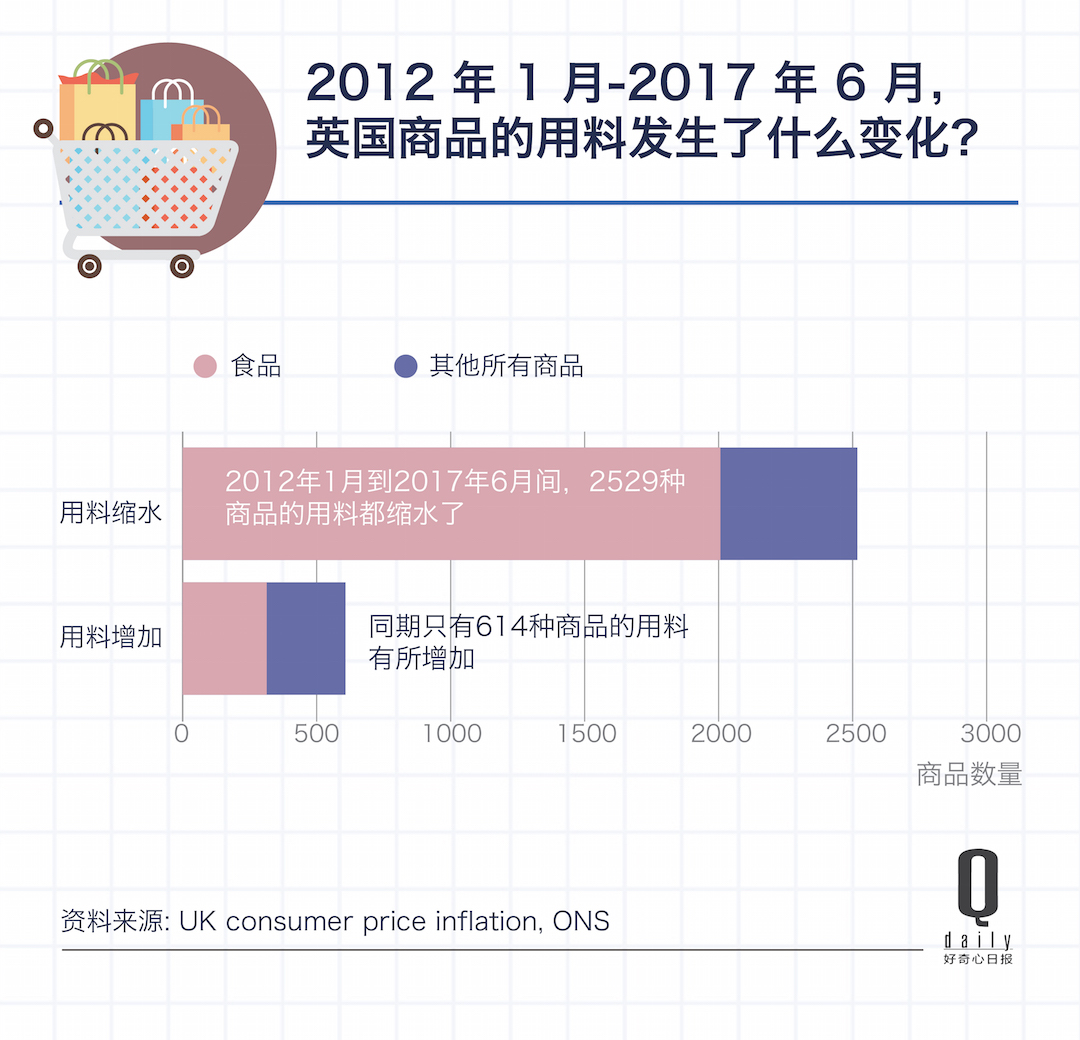 2012 年 1 月-2017 年 6 月,
英国商品的用料发生了什么变化?
食品
其他所有商品
2012年1月到2017年6月间，2529种
商品的用料都缩水了
用料缩水
同期只有614种商品的用料
有所增加
用料增加
0 500 1000 1500 2000 2500 3000
商品数量
资料来源: UK consumer price inflation, ONS
Q
daily
好奇心日报